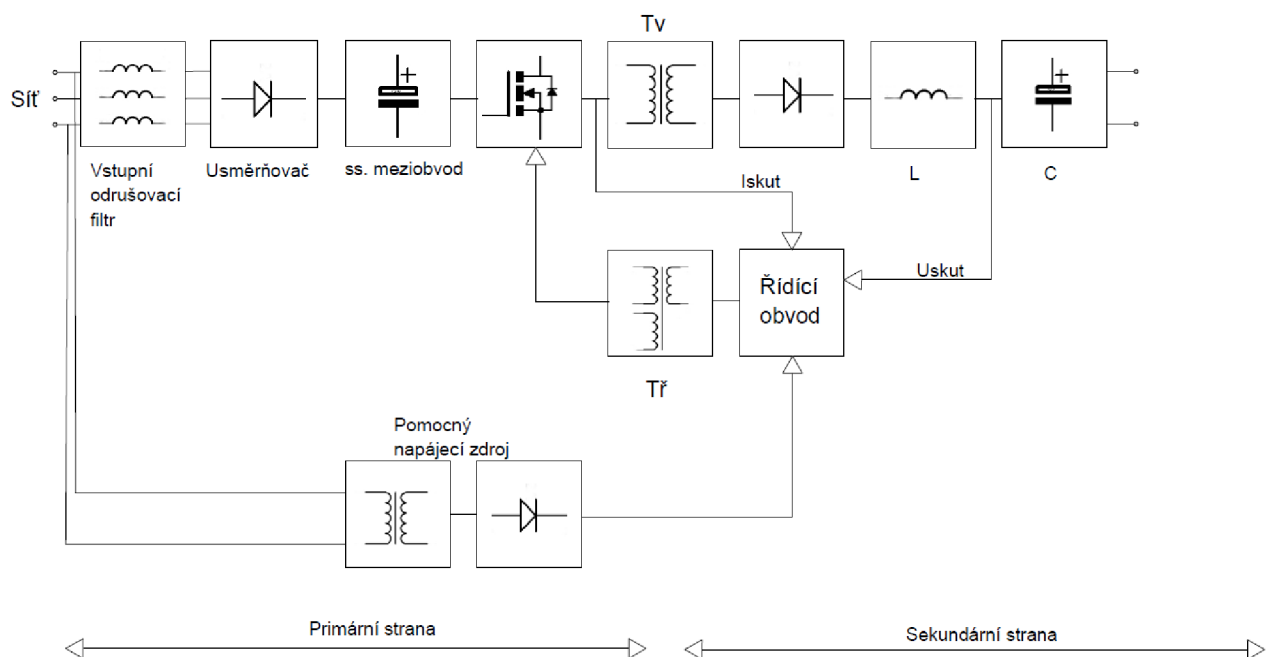 Tv
Síť
Vstupní
odrušovací
filtr
Usměrňovač
ss. meziobvod
Iskut
L
C
Uskut
Řídící
obvod
Tř
Pomocný
napájecí zdroj
Primární strana
Sekundární strana